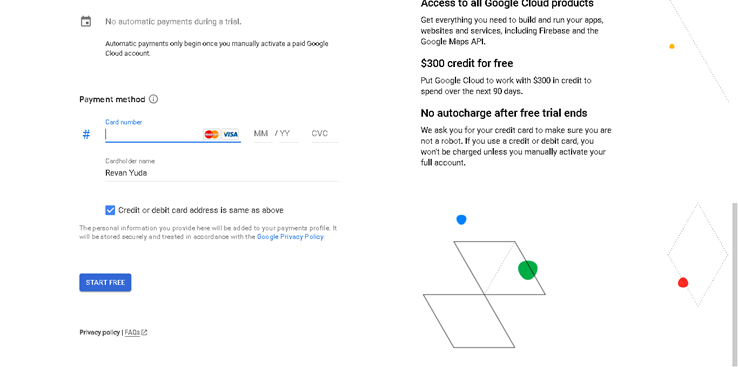 No automatic payments during a trial.
Automatic payments only begin once you manually activate a paid Google
Cloud account.
Payment method
# Card number
VISA
MM / YY
CVC
Cardholder name
Revan Yuda
Credit or debit card address is same as above
The personal information you provide here will be added to your payments profile. It
will be stored securely and treated in accordance with the Google Privacy Policy.
START FREE
Privacy policy | FAQs
Access to all Google Cloud products
Get everything you need to build and run your apps,
websites and services, including Firebase and the
Google Maps API.
$300 credit for free
Put Google Cloud to work with $300 in credit to
spend over the next 90 days.
No autocharge after free trial ends
We ask you for your credit card to make sure you are
not a robot. If you use a credit or debit card, you
won't be charged unless you manually activate your
full account.